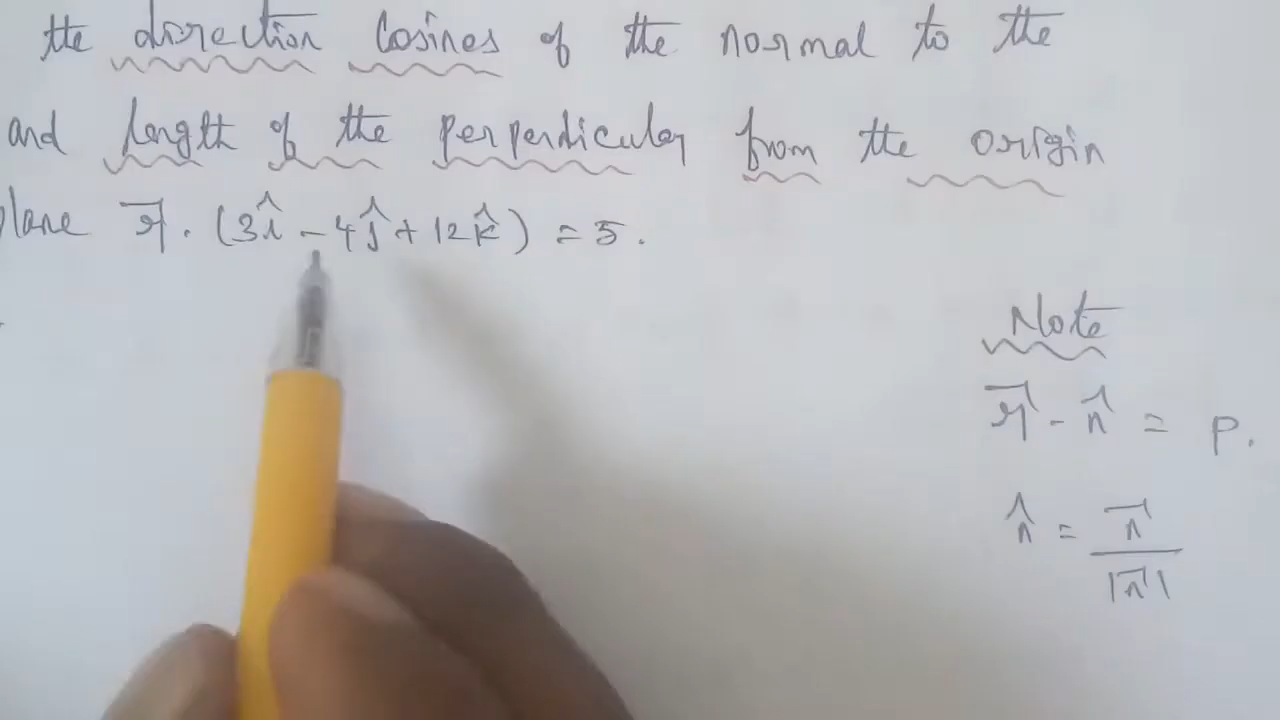 the direction cosines of the normal to the
and length of the perpendicular from the origin
plane r⃗ . (3î - 4ĵ + 12k̂) = 5.
Note
r⃗ - n̂ = p.
n̂ = n⃗ / |n⃗|